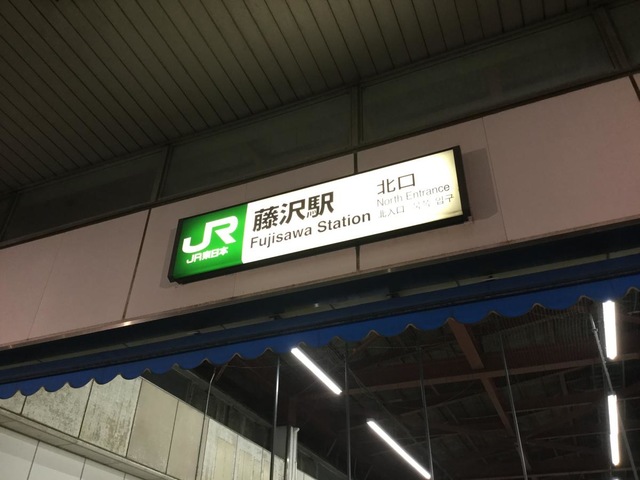 JR
JR東日本
藤沢駅
Fujisawa Station
北口
North Entrance
北入口 북쪽 입구